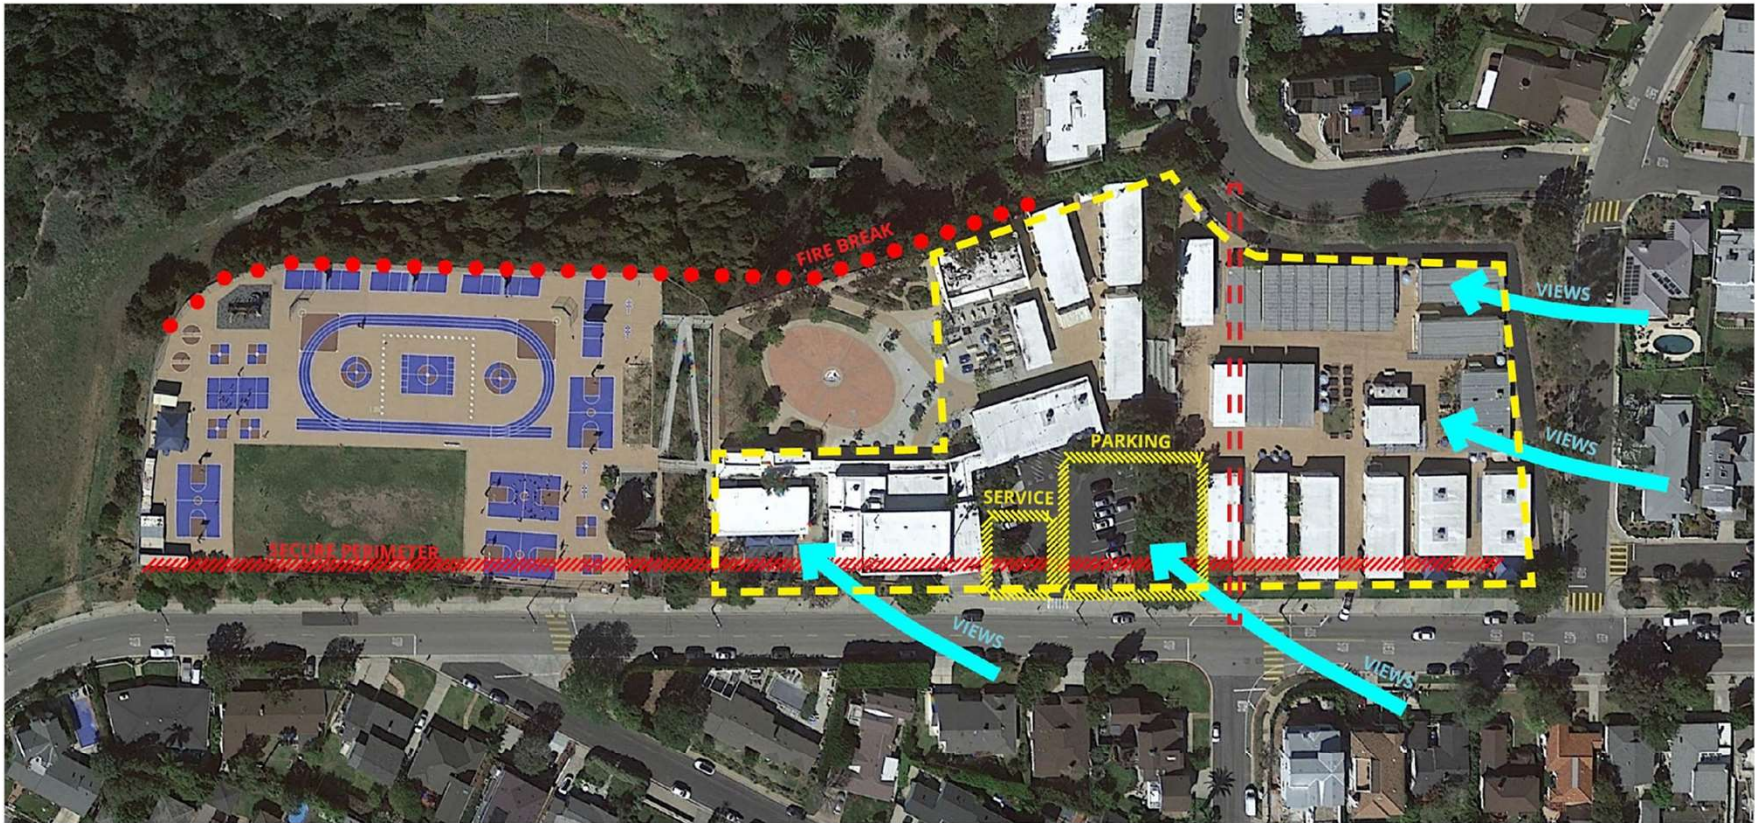 FIRE BREAK
VIEWS
VIEWS
PARKING
SERVICE
SECURE PERIMETER
VIEWS
VIEWS